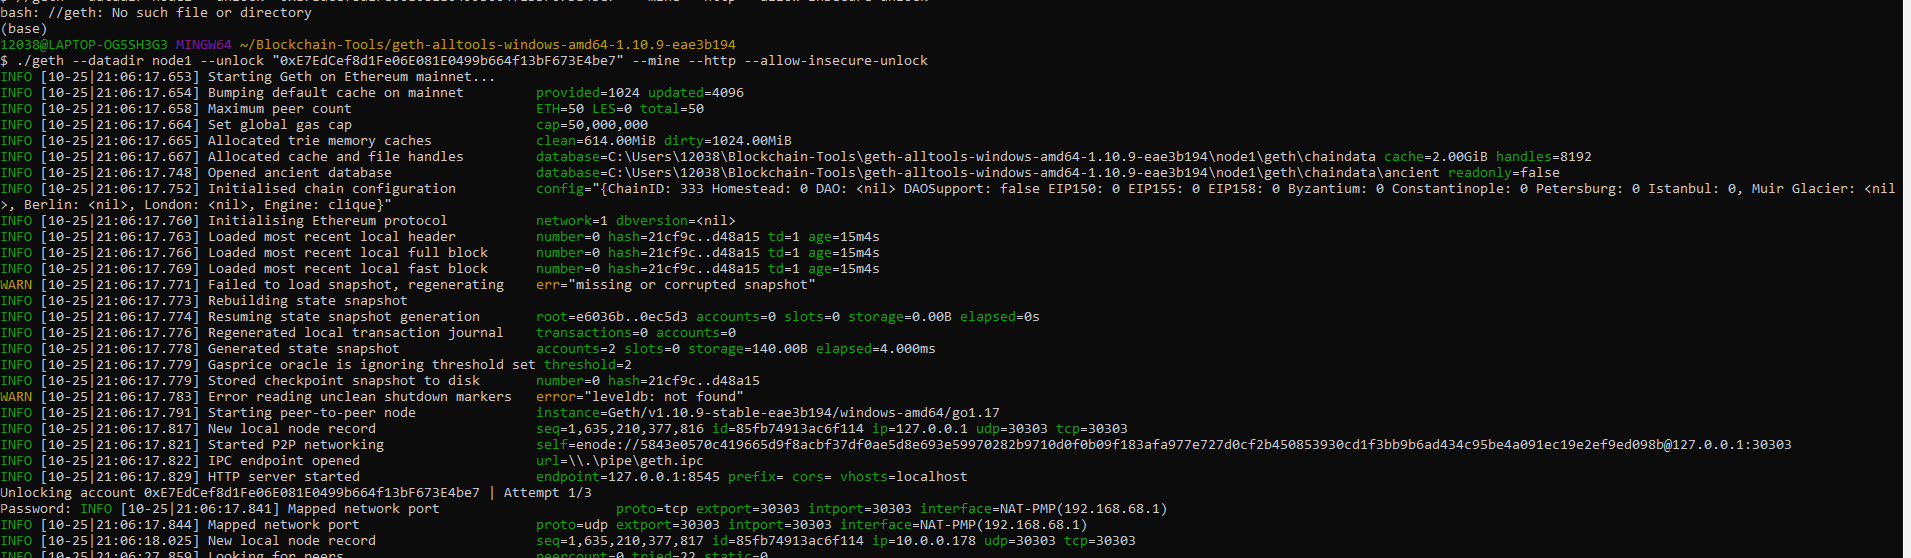 bash: //geth: No such file or directory
(base)
12038@LAPTOP-OG5SH3G3 MINGW64 ~/Blockchain-Tools/geth-alltools-windows-amd64-1.10.9-eae3b194
$ ./geth --datadir node1 --unlock "0xE7EdCef8d1Fe06E081E0499b664f13bF673E4be7" --mine --http --allow-insecure-unlock
INFO [10-25|21:06:17.653] Starting Geth on Ethereum mainnet...
INFO [10-25|21:06:17.654] Bumping default cache on mainnet provided=1024 updated=4096
INFO [10-25|21:06:17.658] Maximum peer count ETH=50 LES=0 total=50
INFO [10-25|21:06:17.664] Set global gas cap cap=50,000,000
INFO [10-25|21:06:17.665] Allocated trie memory caches clean=614.00MiB dirty=1024.00MiB
INFO [10-25|21:06:17.667] Allocated cache and file handles database=C:\Users\12038\Blockchain-Tools\geth-alltools-windows-amd64-1.10.9-eae3b194\node1\geth\chaindata cache=2.00GiB handles=8192
INFO [10-25|21:06:17.748] Opened ancient database database=C:\Users\12038\Blockchain-Tools\geth-alltools-windows-amd64-1.10.9-eae3b194\node1\geth\chaindata\ancient readonly=false
INFO [10-25|21:06:17.752] Initialised chain configuration config="{ChainID: 333 Homestead: 0 DAO: <nil> DAOSupport: false EIP150: 0 EIP155: 0 EIP158: 0 Byzantium: 0 Constantinople: 0 Petersburg: 0 Istanbul: 0, Muir Glacier: <nil
>, Berlin: <nil>, London: <nil>, Engine: clique}"
INFO [10-25|21:06:17.760] Initialising Ethereum protocol network=1 dbversion=<nil>
INFO [10-25|21:06:17.763] Loaded most recent local header number=0 hash=21cf9c..d48a15 td=1 age=15m4s
INFO [10-25|21:06:17.766] Loaded most recent local full block number=0 hash=21cf9c..d48a15 td=1 age=15m4s
INFO [10-25|21:06:17.769] Loaded most recent local fast block number=0 hash=21cf9c..d48a15 td=1 age=15m4s
WARN [10-25|21:06:17.771] Failed to load snapshot, regenerating err="missing or corrupted snapshot"
INFO [10-25|21:06:17.773] Rebuilding state snapshot
INFO [10-25|21:06:17.774] Resuming state snapshot generation root=e6036b..0ec5d3 accounts=0 slots=0 storage=0.00B elapsed=0s
INFO [10-25|21:06:17.776] Regenerated local transaction journal transactions=0 accounts=0
INFO [10-25|21:06:17.778] Generated state snapshot accounts=2 slots=0 storage=140.00B elapsed=4.000ms
INFO [10-25|21:06:17.779] Gasprice oracle is ignoring threshold set threshold=2
INFO [10-25|21:06:17.779] Stored checkpoint snapshot to disk number=0 hash=21cf9c..d48a15
WARN [10-25|21:06:17.783] Error reading unclean shutdown markers error="leveldb: not found"
INFO [10-25|21:06:17.791] Starting peer-to-peer node instance=Geth/v1.10.9-stable-eae3b194/windows-amd64/go1.17
INFO [10-25|21:06:17.817] New local node record seq=1,635,210,377,816 id=85fb74913ac6f114 ip=127.0.0.1 udp=30303 tcp=30303
INFO [10-25|21:06:17.821] Started P2P networking self=enode://5843e0570c419665d9f8acbf37df0ae5d8e693e59970282b9710d0f0b09f183afa977e727d0cf2b450853930cd1f3bb9b6ad434c95be4a091ec19e2ef9ed098b@127.0.0.1:30303
INFO [10-25|21:06:17.822] IPC endpoint opened url=\\.\pipe\geth.ipc
INFO [10-25|21:06:17.829] HTTP server started endpoint=127.0.0.1:8545 prefix= cors= vhosts=localhost
Unlocking account 0xE7EdCef8d1Fe06E081E0499b664f13bF673E4be7 | Attempt 1/3
Password: INFO [10-25|21:06:17.841] Mapped network port proto=tcp extport=30303 intport=30303 interface=NAT-PMP(192.168.68.1)
INFO [10-25|21:06:17.844] Mapped network port proto=udp extport=30303 intport=30303 interface=NAT-PMP(192.168.68.1)
INFO [10-25|21:06:18.025] New local node record seq=1,635,210,377,817 id=85fb74913ac6f114 ip=10.0.0.178 udp=30303 tcp=30303
INFO [10-25|21:06:27.859] Looking for peers peercount=0 tried=22 static=0